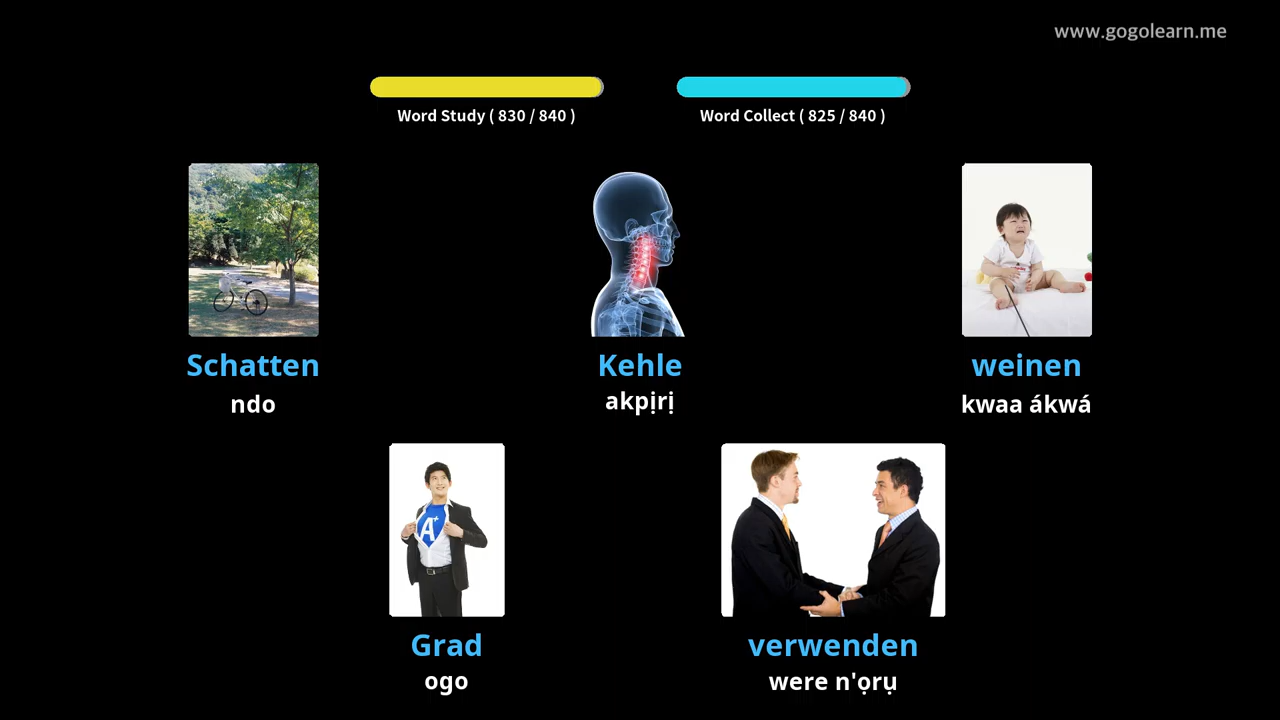 www.gogolearn.me
Word Study ( 830 / 840 )
Word Collect ( 825 / 840 )
Schatten
ndo
Kehle
akpịrị
weinen
kwaa ákwá
A+
Grad
ogo
verwenden
were n'ọrụ